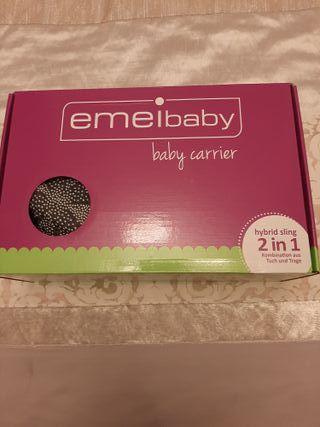 emeibaby
baby carrier
hybrid sling
2 in 1
Kombination aus
Tuch und Trage